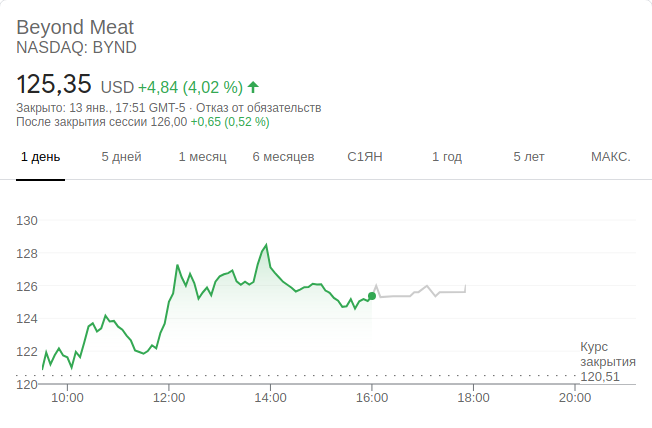 Beyond Meat
NASDAQ: BYND
125,35 USD +4,84 (4,02 %)
Закрыто: 13 янв., 17:51 GMT-5 · Отказ от обязательств
После закрытия сессии 126,00 +0,65 (0,52 %)
1 день 5 дней 1 месяц 6 месяцев С1ЯН 1 год 5 лет МАКС.
130
128
126
124
122
120
Курс
закрытия
120,51
10:00 12:00 14:00 16:00 18:00 20:00